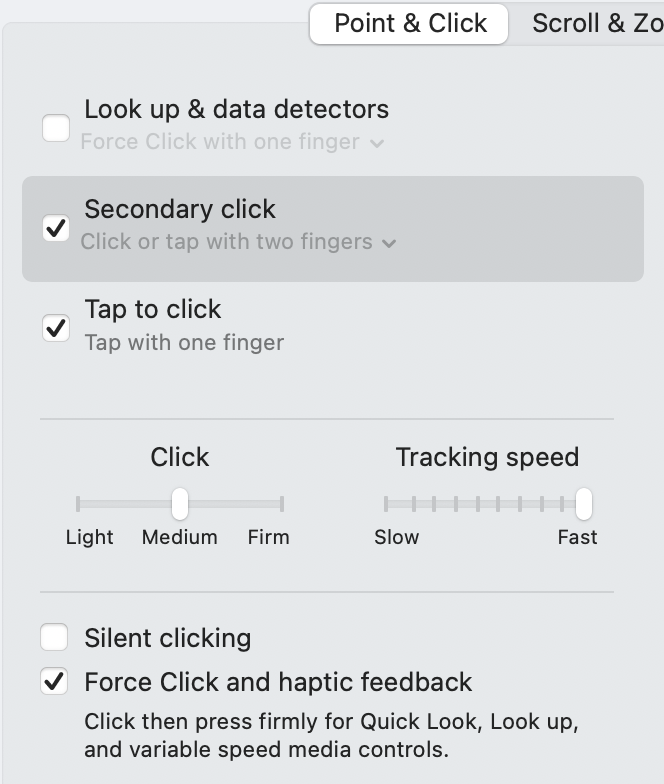 Point & Click Scroll & Zo
Look up & data detectors
Force Click with one finger
Secondary click
Click or tap with two fingers
Tap to click
Tap with one finger
Click Tracking speed
Light Medium Firm Slow Fast
Silent clicking
Force Click and haptic feedback
Click then press firmly for Quick Look, Look up,
and variable speed media controls.